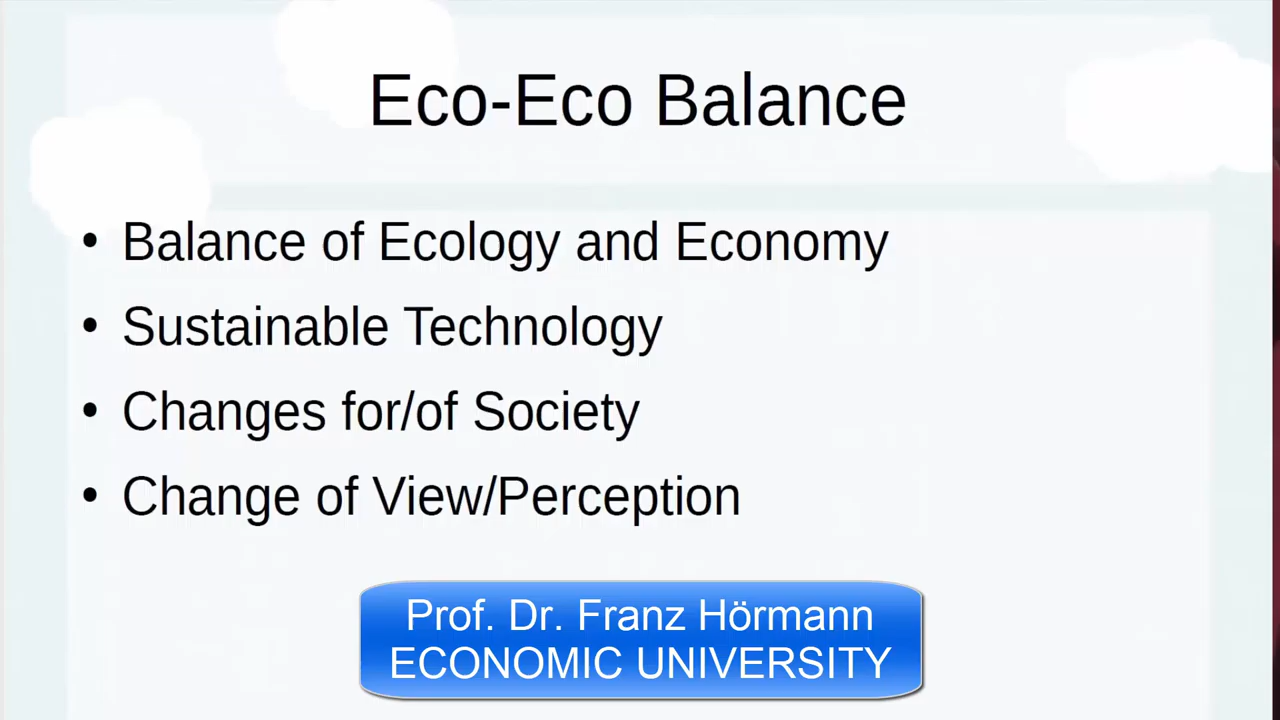 Eco-Eco Balance
• Balance of Ecology and Economy
• Sustainable Technology
• Changes for/of Society
• Change of View/Perception
Prof. Dr. Franz Hörmann
ECONOMIC UNIVERSITY